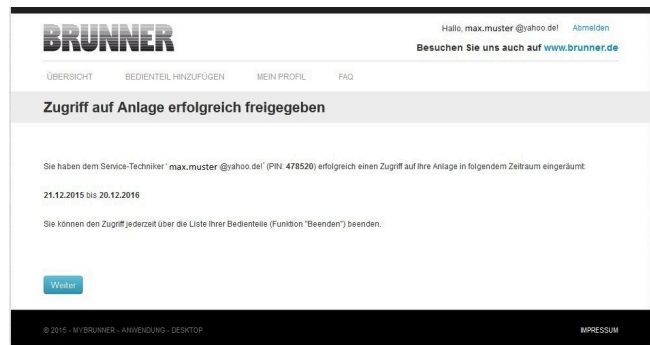 BRUNNER
Hallo, max.muster @yahoo.de! Abmelden
Besuchen Sie uns auch auf www.brunner.de
ÜBERSICHT BEDIENTEIL HINZUFÜGEN MEIN PROFIL FAQ
Zugriff auf Anlage erfolgreich freigegeben
Sie haben dem Service-Techniker ' max.muster @yahoo.de!' (PIN: 478520) erfolgreich einen Zugriff auf Ihre Anlage in folgendem Zeitraum eingeräumt:
21.12.2015 bis 20.12.2016
Sie können den Zugriff jederzeit über die Liste Ihrer Bedienteile (Funktion "Beenden") beenden.
Weiter
© 2015 - MYBRUNNER - ANWENDUNG - DESKTOP IMPRESSUM